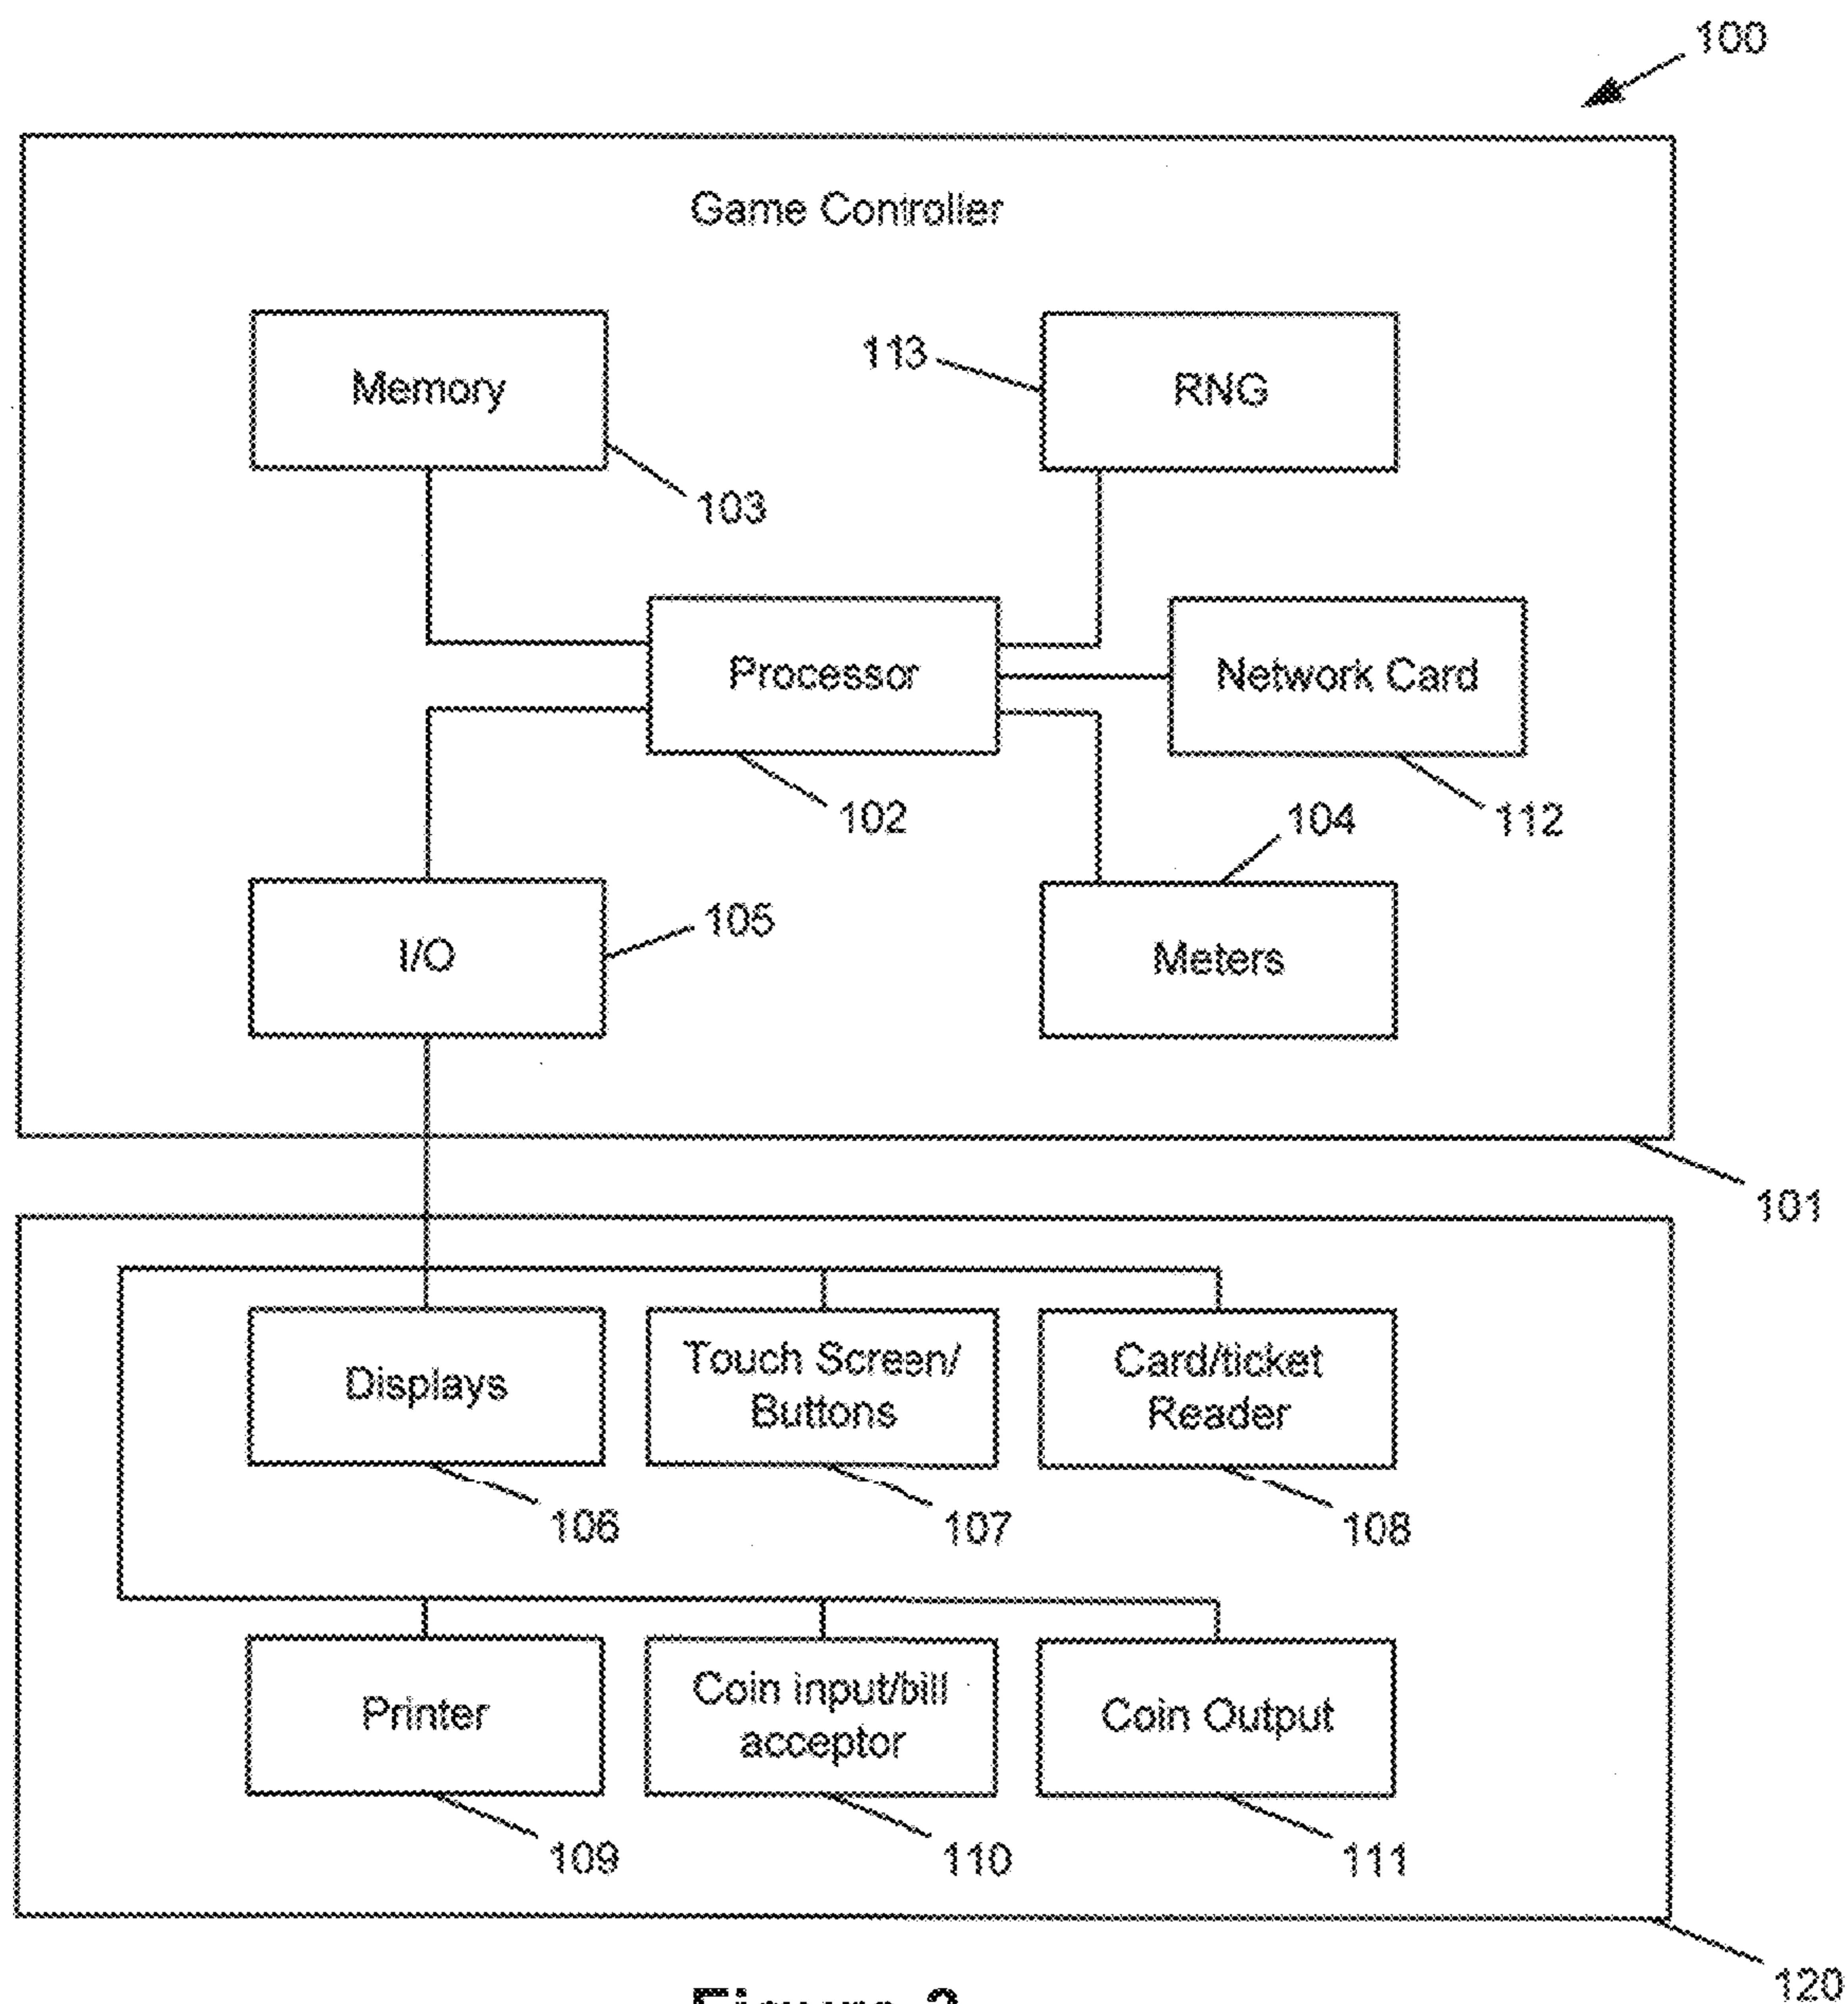 100
Game Controller
Memory
113
RNG
103
Processor
Network Card
102
104
112
I/O
105
Meters
101
Displays
Touch Screen/
Buttons
Card/ticket
Reader
106
107
108
Printer
Coin input/bill
acceptor
Coin Output
109
110
111
120